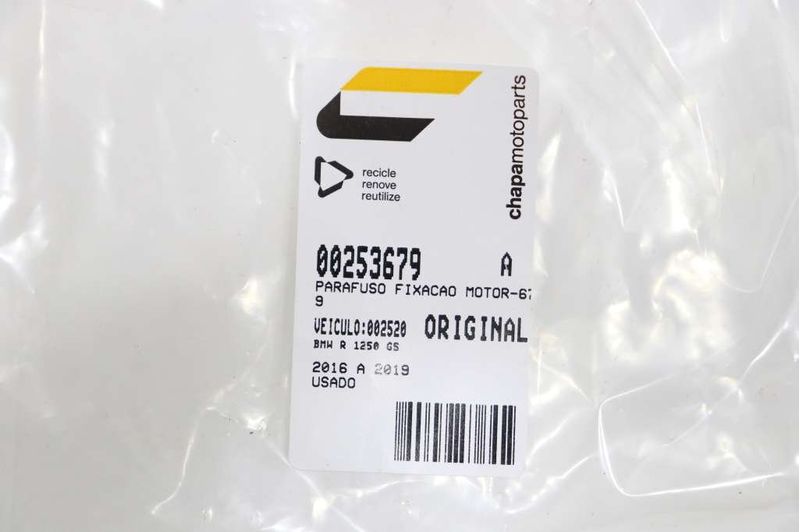 chapamotoparts
recicle
renove
reutilize
00253679 A
PARAFUSO FIXACAO MOTOR-67
9
VEICULO:002520 ORIGINAL
BMW R 1250 GS
2016 A 2019
USADO